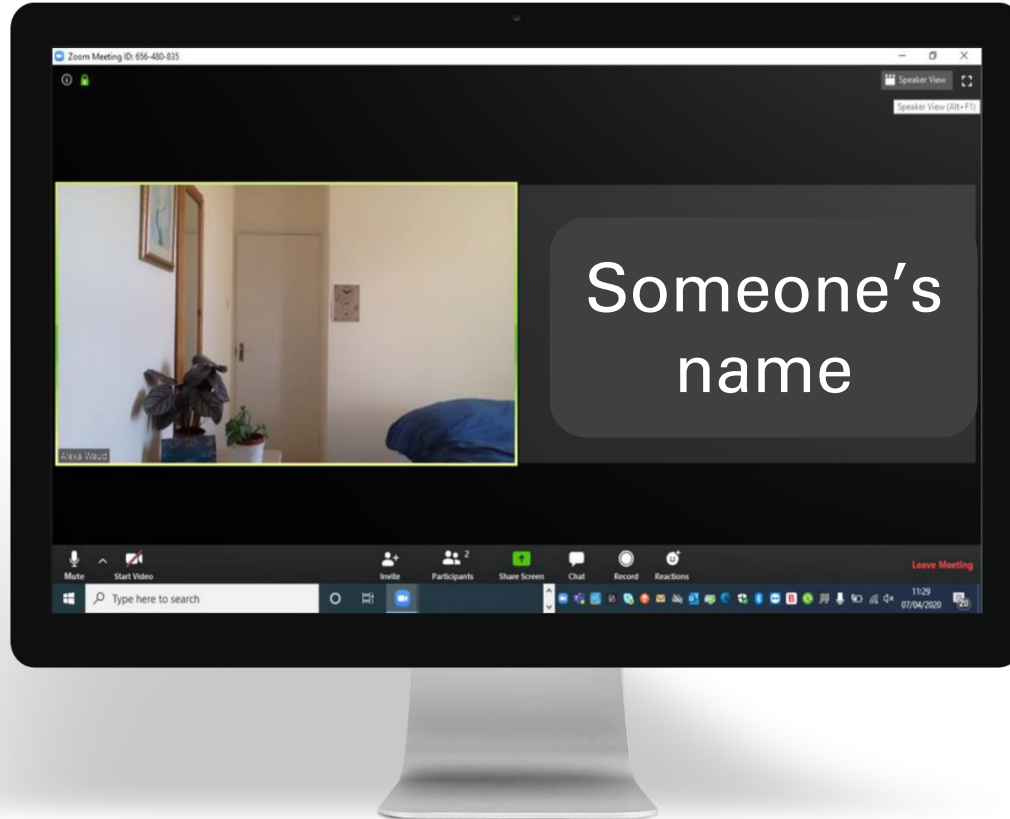 Zoom Meeting ID: 656-480-835
Speaker View
Speaker View (Alt+F1)
Someone's
name
Alexa Waud
Mute
Start Video
Invite
Participants
2
Share Screen
Chat
Record
Reactions
Leave Meeting
Type here to search
11:29
07/04/2020
20